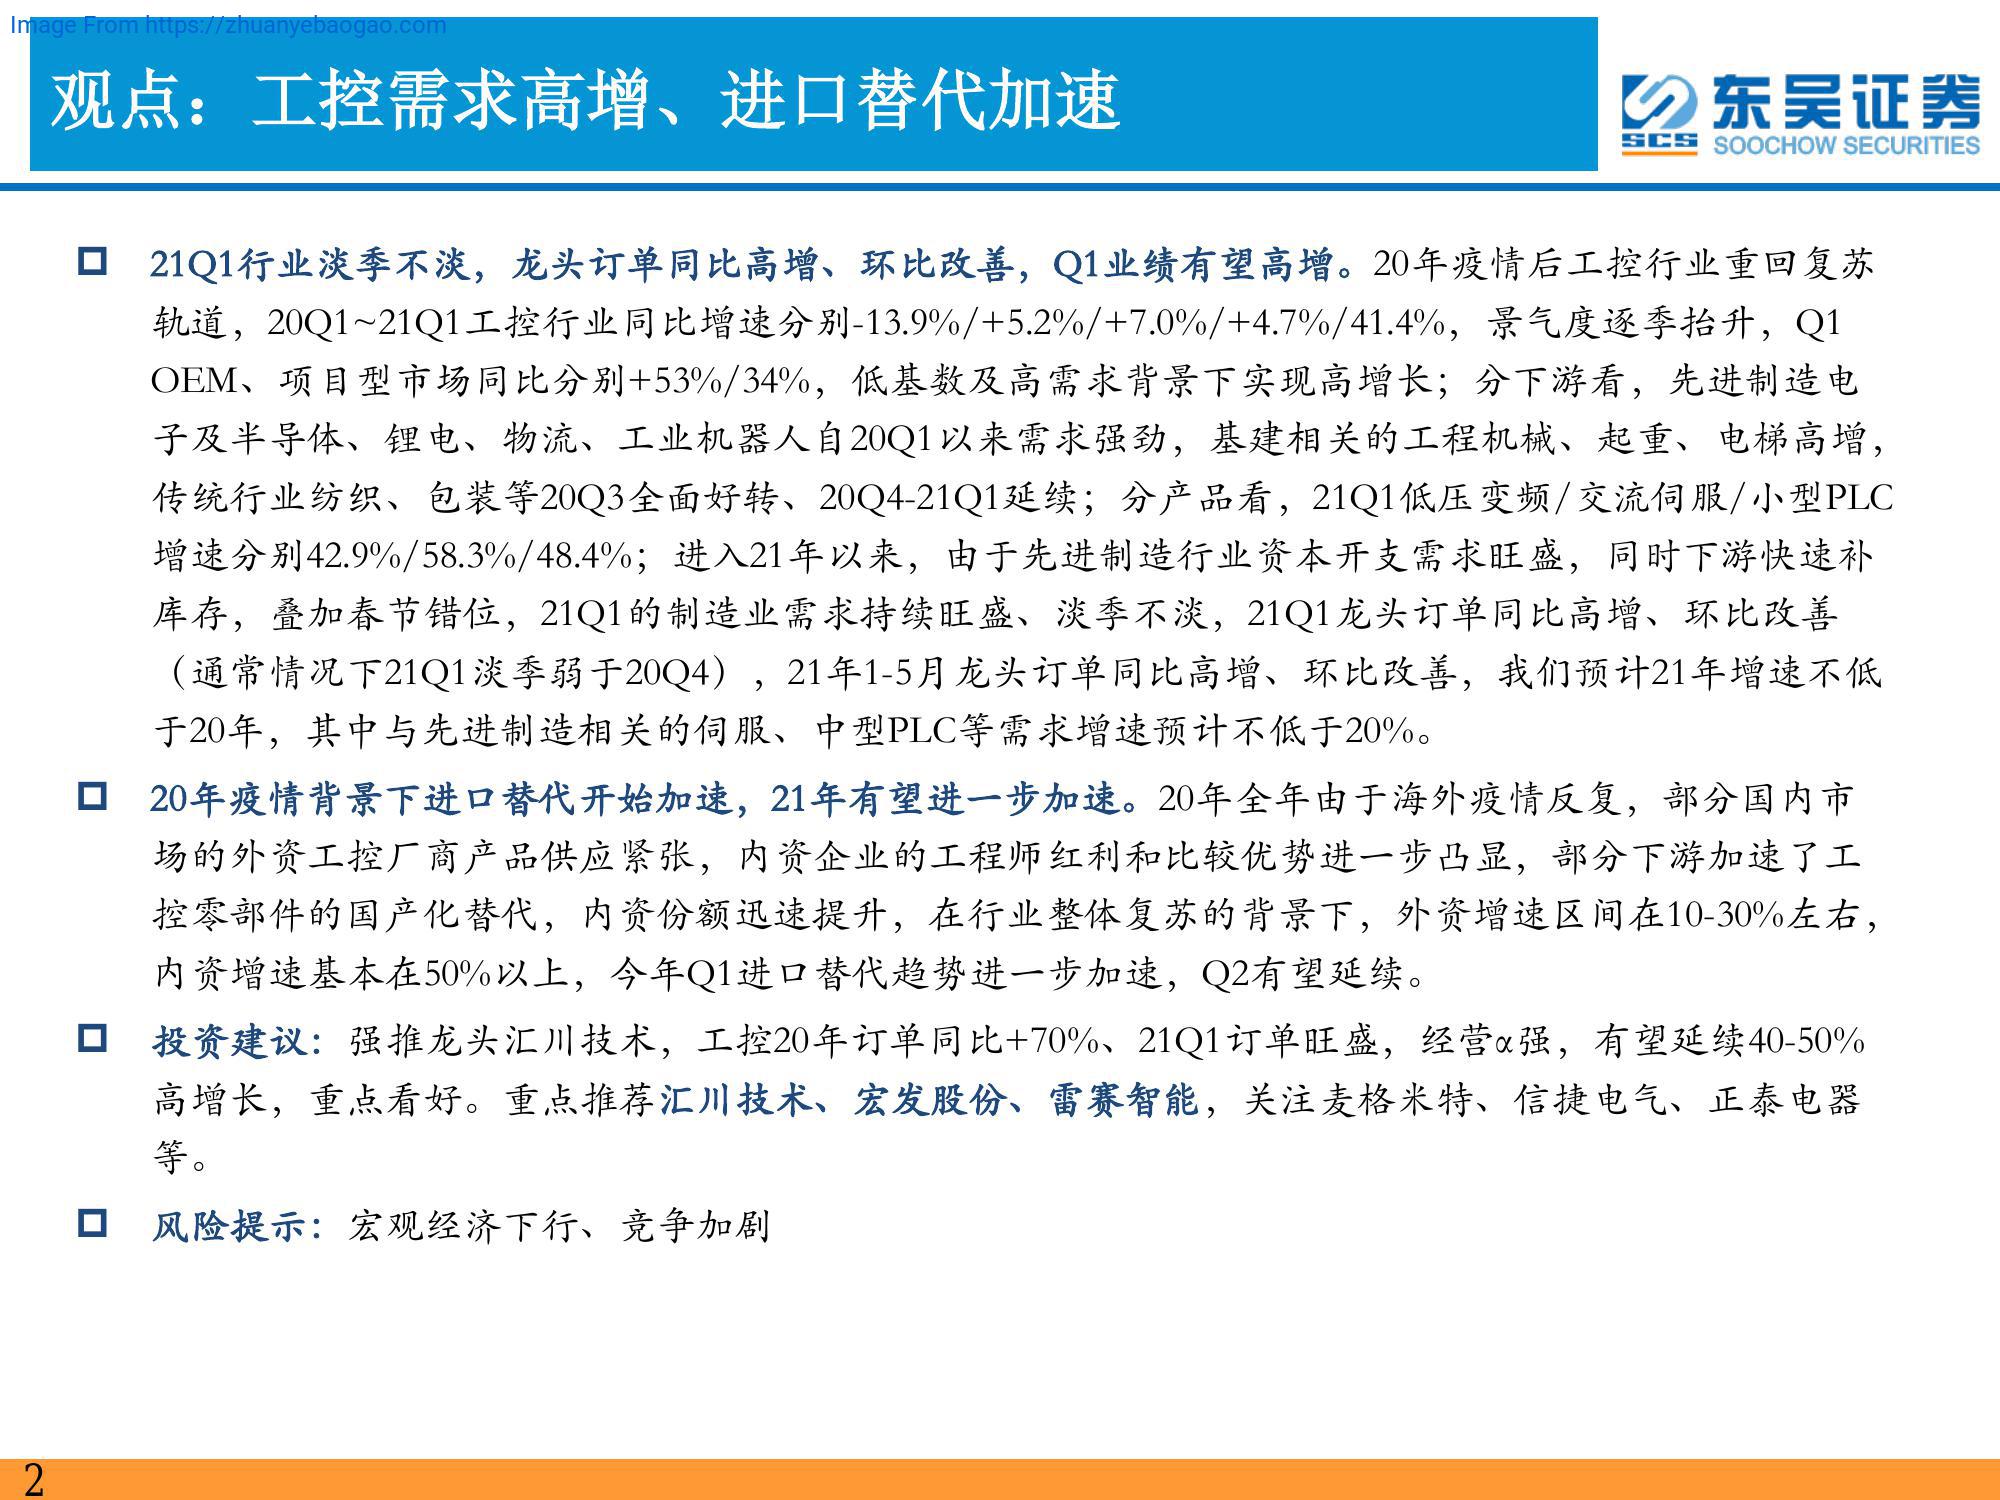 Image From https://zhuanyebaogao.com
观点：工控需求高增、进口替代加速
东吴证券
SCS
SOOCHOW SECURITIES
21Q1行业淡季不淡，龙头订单同比高增、环比改善，Q1业绩有望高增。20年疫情后工控行业重回复苏
轨道，20Q1~21Q1工控行业同比增速分别-13.9%/+5.2%/+7.0%/+4.7%/41.4%，景气度逐季抬升，Q1
OEM、项目型市场同比分别+53%/34%，低基数及高需求背景下实现高增长；分下游看，先进制造电
子及半导体、锂电、物流、工业机器人自20Q1以来需求强劲，基建相关的工程机械、起重、电梯高增，
传统行业纺织、包装等20Q3全面好转、20Q4-21Q1延续；分产品看，21Q1低压变频/交流伺服/小型PLC
增速分别42.9%/58.3%/48.4%；进入21年以来，由于先进制造行业资本开支需求旺盛，同时下游快速补
库存，叠加春节错位，21Q1的制造业需求持续旺盛、淡季不淡，21Q1龙头订单同比高增、环比改善
（通常情况下21Q1淡季弱于20Q4），21年1-5月龙头订单同比高增、环比改善，我们预计21年增速不低
于20年，其中与先进制造相关的伺服、中型PLC等需求增速预计不低于20%。
20年疫情背景下进口替代开始加速，21年有望进一步加速。20年全年由于海外疫情反复，部分国内市
场的外资工控厂商产品供应紧张，内资企业的工程师红利和比较优势进一步凸显，部分下游加速了工
控零部件的国产化替代，内资份额迅速提升，在行业整体复苏的背景下，外资增速区间在10-30%左右，
内资增速基本在50%以上，今年Q1进口替代趋势进一步加速，Q2有望延续。
投资建议：强推龙头汇川技术，工控20年订单同比+70%、21Q1订单旺盛，经营α强，有望延续40-50%
高增长，重点看好。重点推荐汇川技术、宏发股份、雷赛智能，关注麦格米特、信捷电气、正泰电器
等。
风险提示：宏观经济下行、竞争加剧
2